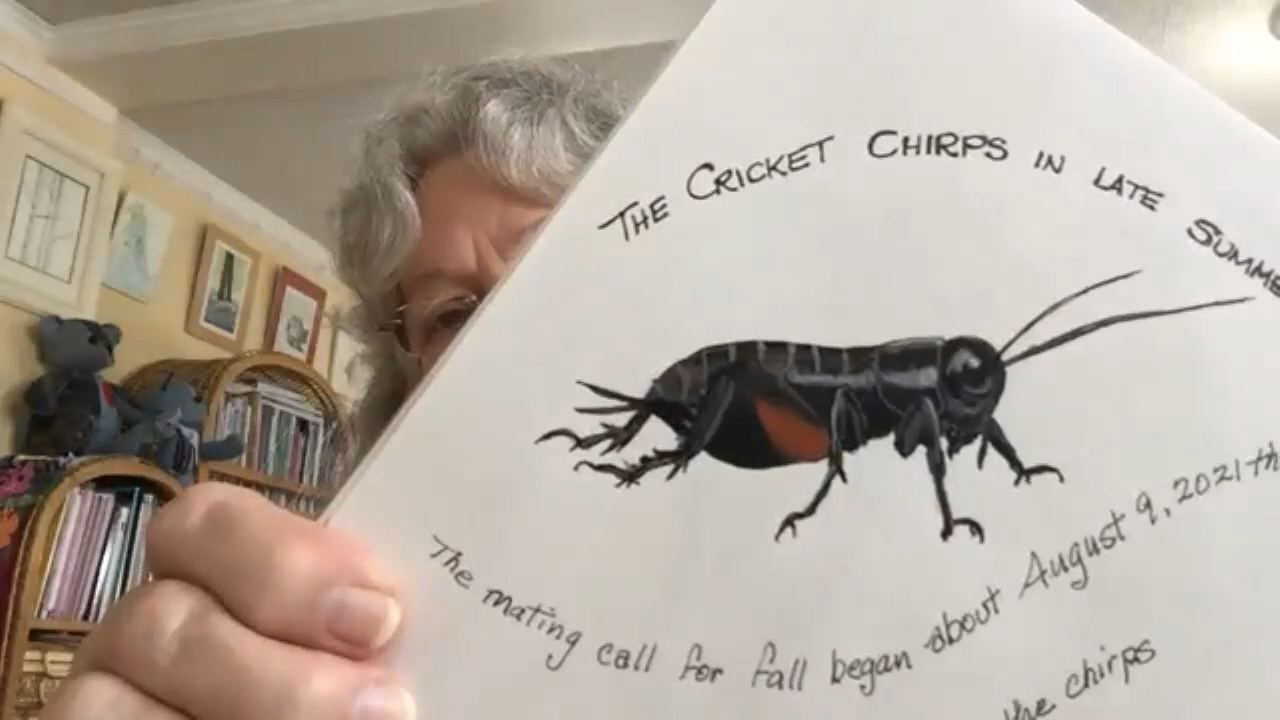 THE CRICKET CHIRPS IN LATE SUMME
The mating call for fall began about August 9, 2021 th
the chirps